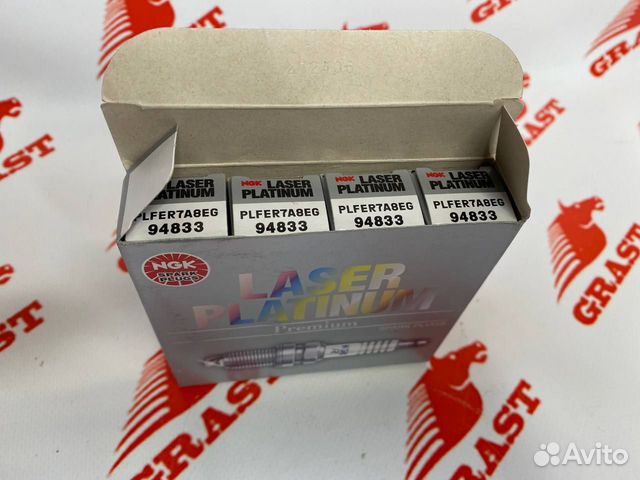 GRAST
GRAST
GRAST
GRAST
GRAST
GRAST
GRAST
NGK LASER
PLATINUM
PLFER7A8EG
94833
NGK LASER
PLATINUM
PLFER7A8EG
94833
NGK LASER
PLATINUM
PLFER7A8EG
94833
LASER
PLATINUM
PLFER7A8EG
94833
NGK
SPARK
PLUGS
LASER
PLATINUM
Premium
NGK
Avito